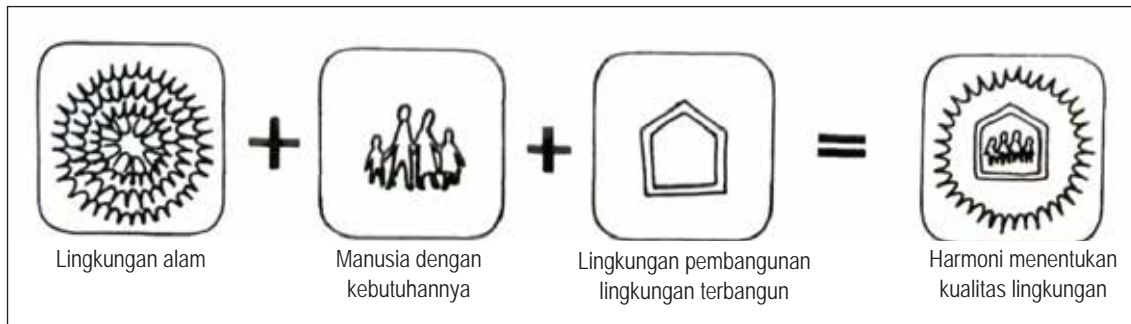 Lingkungan alam
Manusia dengan
kebutuhannya
Lingkungan pembangunan
lingkungan terbangun
Harmoni menentukan
kualitas lingkungan